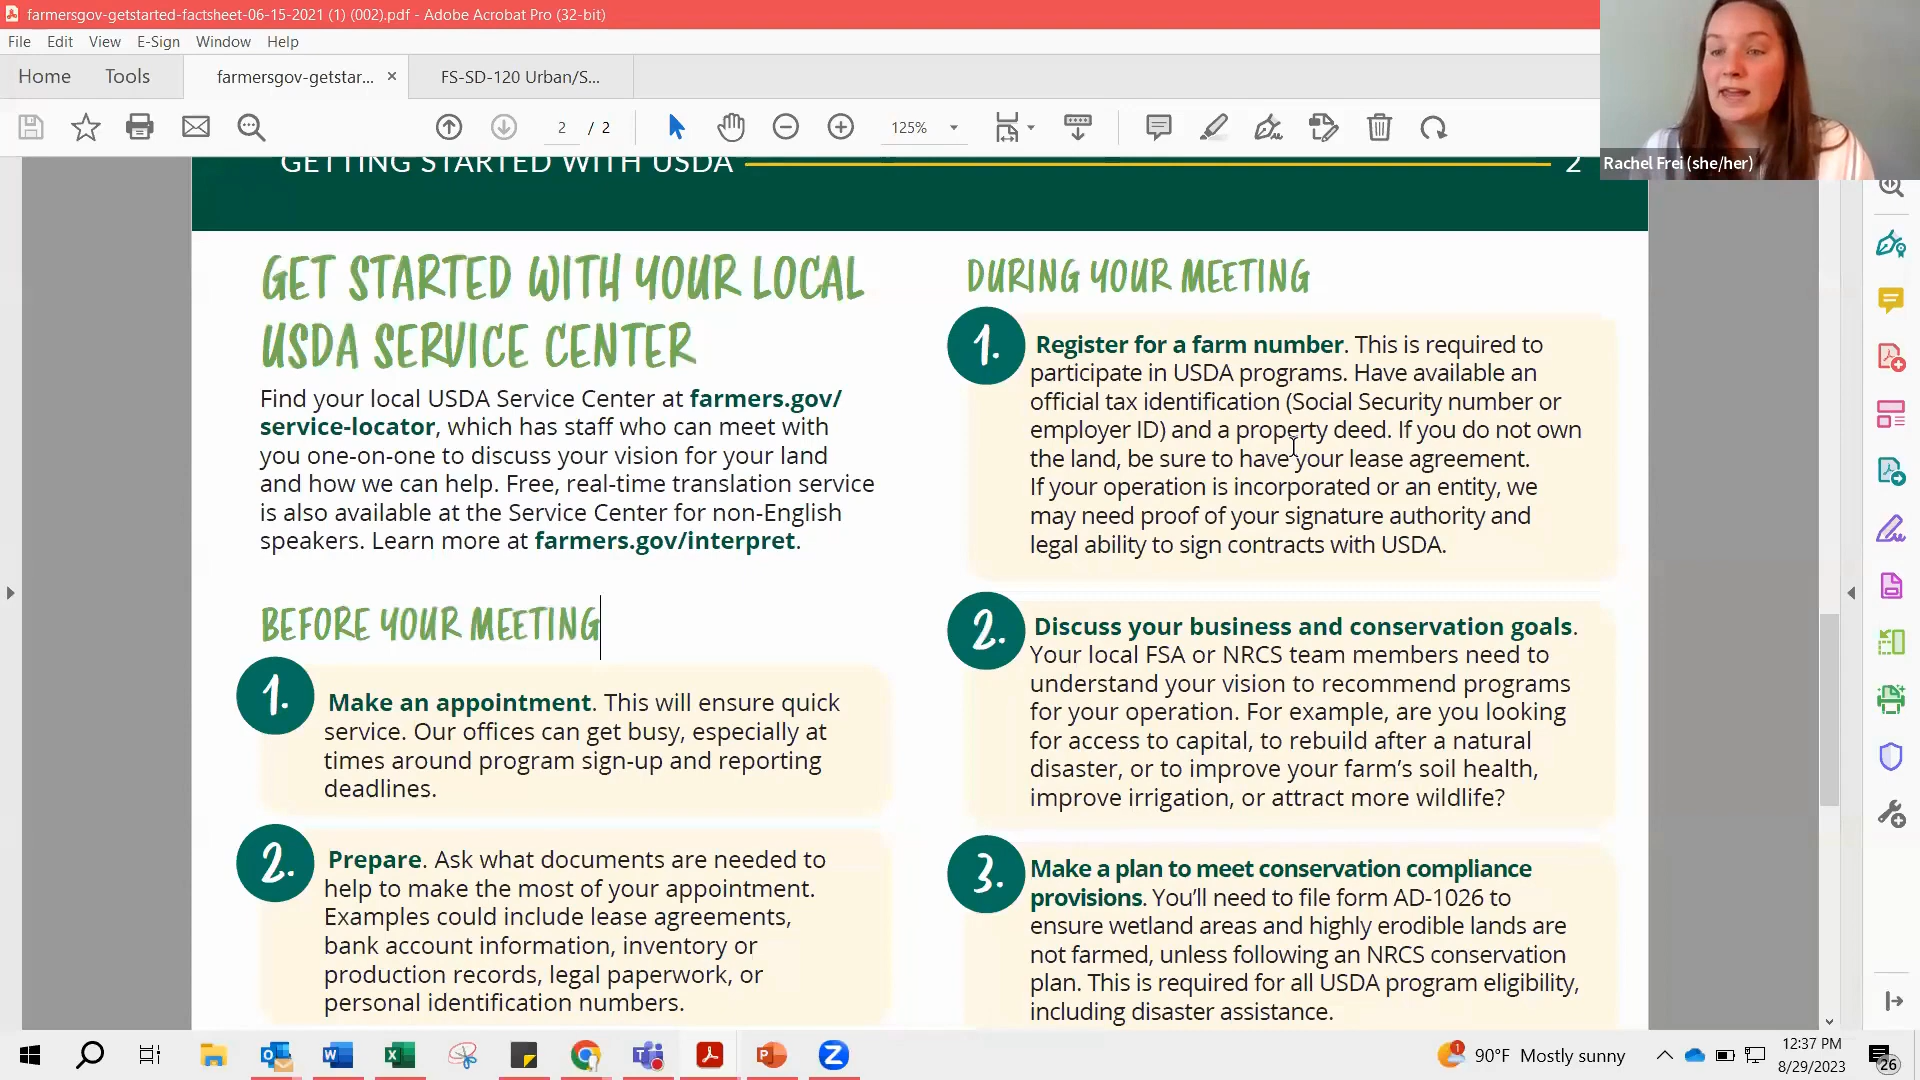 farmersgov-getstarted-factsheet-06-15-2021 (1) (002).pdf - Adobe Acrobat Pro (32-bit)
File Edit View E-Sign Window Help
Home Tools farmersgov-getstar... × FS-SD-120 Urban/S...
2 / 2 125%
Rachel Frei (she/her)
GETTING STARTED WITH USDA 2
GET STARTED WITH YOUR LOCAL
USDA SERVICE CENTER
Find your local USDA Service Center at farmers.gov/
service-locator, which has staff who can meet with
you one-on-one to discuss your vision for your land
and how we can help. Free, real-time translation service
is also available at the Service Center for non-English
speakers. Learn more at farmers.gov/interpret.
BEFORE YOUR MEETING
1. Make an appointment. This will ensure quick
service. Our offices can get busy, especially at
times around program sign-up and reporting
deadlines.
2. Prepare. Ask what documents are needed to
help to make the most of your appointment.
Examples could include lease agreements,
bank account information, inventory or
production records, legal paperwork, or
personal identification numbers.
DURING YOUR MEETING
1. Register for a farm number. This is required to
participate in USDA programs. Have available an
official tax identification (Social Security number or
employer ID) and a property deed. If you do not own
the land, be sure to have your lease agreement.
If your operation is incorporated or an entity, we
may need proof of your signature authority and
legal ability to sign contracts with USDA.
2. Discuss your business and conservation goals.
Your local FSA or NRCS team members need to
understand your vision to recommend programs
for your operation. For example, are you looking
for access to capital, to rebuild after a natural
disaster, or to improve your farm's soil health,
improve irrigation, or attract more wildlife?
3. Make a plan to meet conservation compliance
provisions. You'll need to file form AD-1026 to
ensure wetland areas and highly erodible lands are
not farmed, unless following an NRCS conservation
plan. This is required for all USDA program eligibility,
including disaster assistance.
1 90°F Mostly sunny
12:37 PM
8/29/2023
26